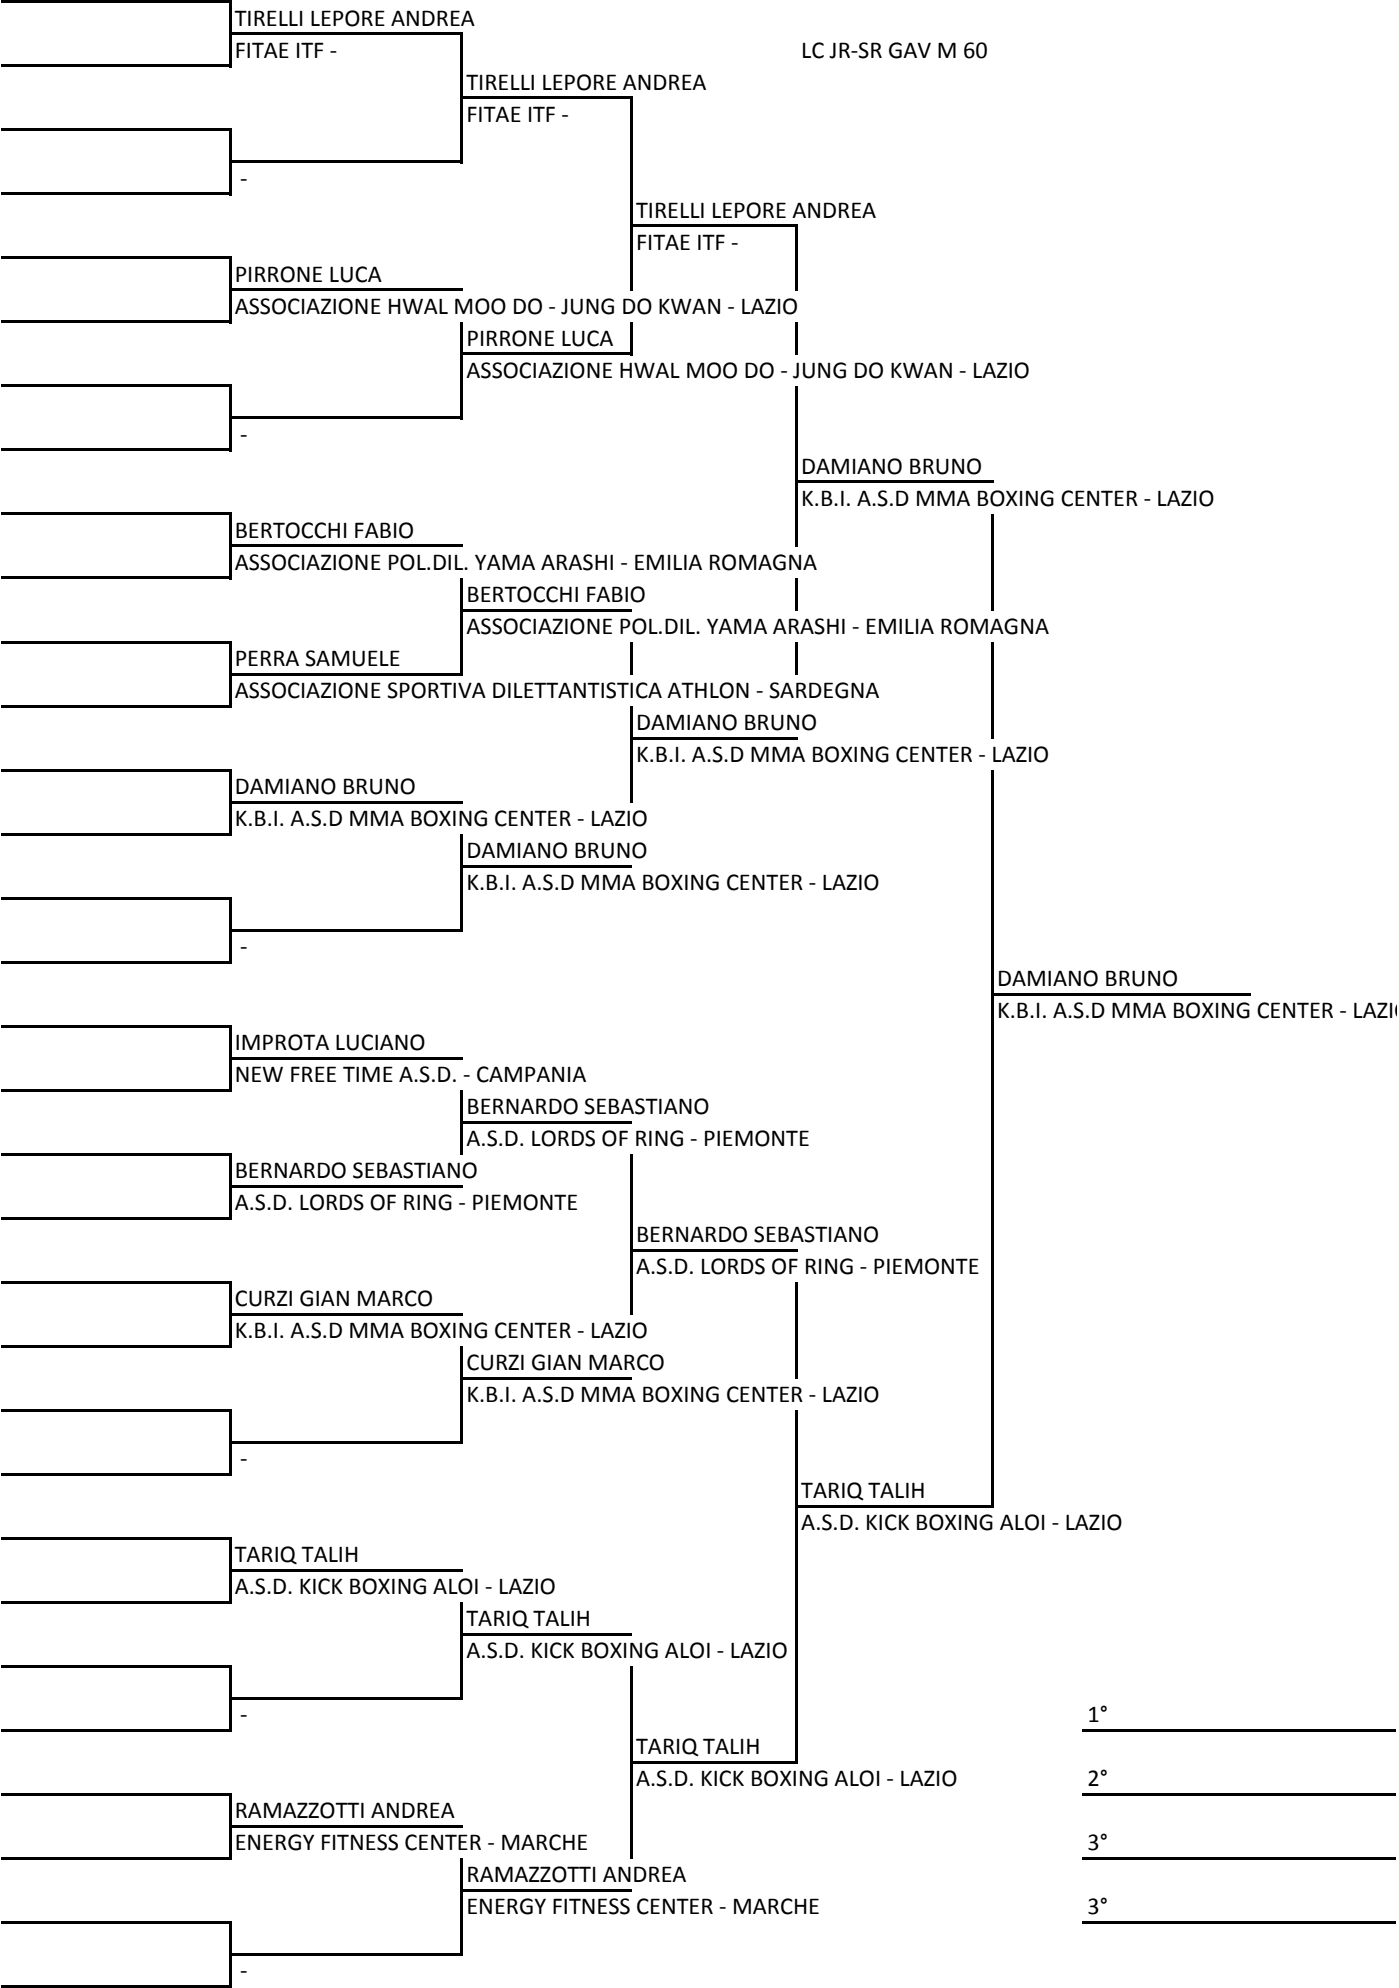 TIRELLI LEPORE ANDREA
FITAE ITF -
LC JR-SR GAV M 60
TIRELLI LEPORE ANDREA
FITAE ITF -
-
TIRELLI LEPORE ANDREA
FITAE ITF -
PIRRONE LUCA
ASSOCIAZIONE HWAL MOO DO - JUNG DO KWAN - LAZIO
PIRRONE LUCA
ASSOCIAZIONE HWAL MOO DO - JUNG DO KWAN - LAZIO
-
DAMIANO BRUNO
K.B.I. A.S.D MMA BOXING CENTER - LAZIO
BERTOCCHI FABIO
ASSOCIAZIONE POL.DIL. YAMA ARASHI - EMILIA ROMAGNA
BERTOCCHI FABIO
ASSOCIAZIONE POL.DIL. YAMA ARASHI - EMILIA ROMAGNA
PERRA SAMUELE
ASSOCIAZIONE SPORTIVA DILETTANTISTICA ATHLON - SARDEGNA
DAMIANO BRUNO
K.B.I. A.S.D MMA BOXING CENTER - LAZIO
DAMIANO BRUNO
K.B.I. A.S.D MMA BOXING CENTER - LAZIO
DAMIANO BRUNO
K.B.I. A.S.D MMA BOXING CENTER - LAZIO
-
DAMIANO BRUNO
K.B.I. A.S.D MMA BOXING CENTER - LAZI
IMPROTA LUCIANO
NEW FREE TIME A.S.D. - CAMPANIA
BERNARDO SEBASTIANO
A.S.D. LORDS OF RING - PIEMONTE
BERNARDO SEBASTIANO
A.S.D. LORDS OF RING - PIEMONTE
BERNARDO SEBASTIANO
A.S.D. LORDS OF RING - PIEMONTE
CURZI GIAN MARCO
K.B.I. A.S.D MMA BOXING CENTER - LAZIO
CURZI GIAN MARCO
K.B.I. A.S.D MMA BOXING CENTER - LAZIO
-
TARIQ TALIH
A.S.D. KICK BOXING ALOI - LAZIO
TARIQ TALIH
A.S.D. KICK BOXING ALOI - LAZIO
TARIQ TALIH
A.S.D. KICK BOXING ALOI - LAZIO
-
1°
TARIQ TALIH
A.S.D. KICK BOXING ALOI - LAZIO
2°
RAMAZZOTTI ANDREA
ENERGY FITNESS CENTER - MARCHE
3°
RAMAZZOTTI ANDREA
ENERGY FITNESS CENTER - MARCHE
3°
-